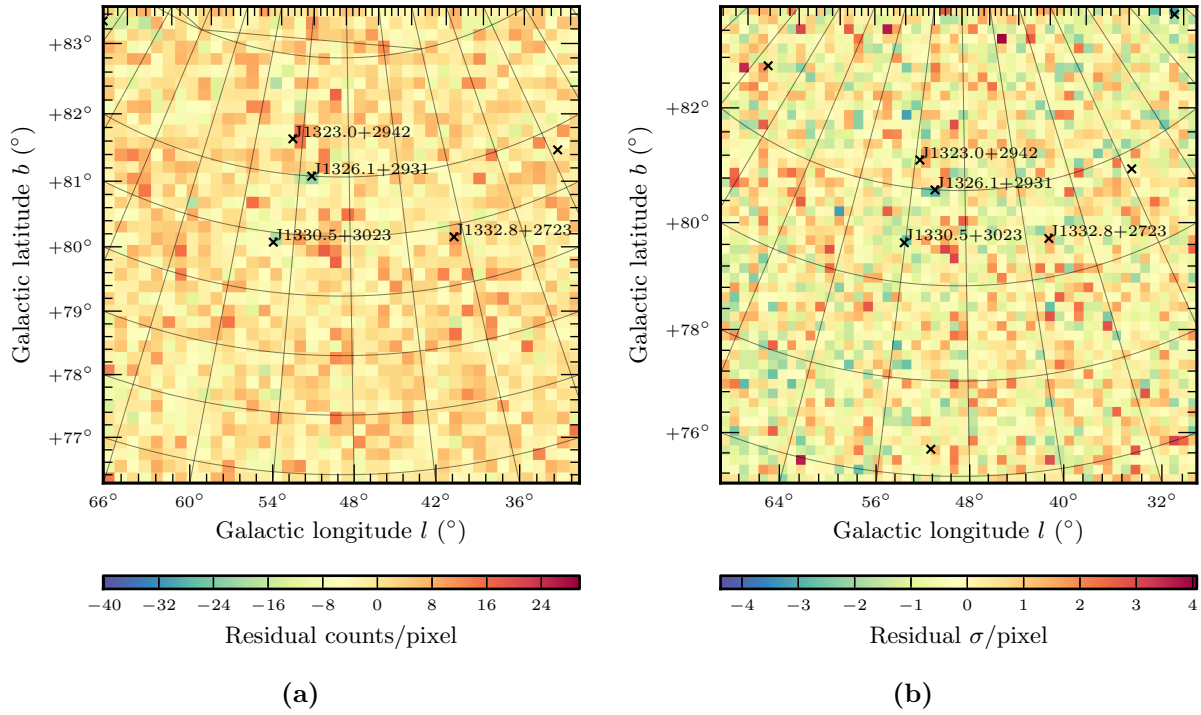 +83°
+82°
+81°
+80°
+79°
+78°
+77°
Galactic latitude b (°)
J1323.0+2942
J1326.1+2931
J1330.5+3023
J1332.8+2723
66°
60°
54°
48°
42°
36°
Galactic longitude l (°)
−40
−32
−24
−16
−8
0
8
16
24
Residual counts/pixel
(a)
+82°
+80°
+78°
+76°
Galactic latitude b (°)
J1323.0+2942
J1326.1+2931
J1330.5+3023
J1332.8+2723
64°
56°
48°
40°
32°
Galactic longitude l (°)
−4
−3
−2
−1
0
1
2
3
4
Residual σ/pixel
(b)